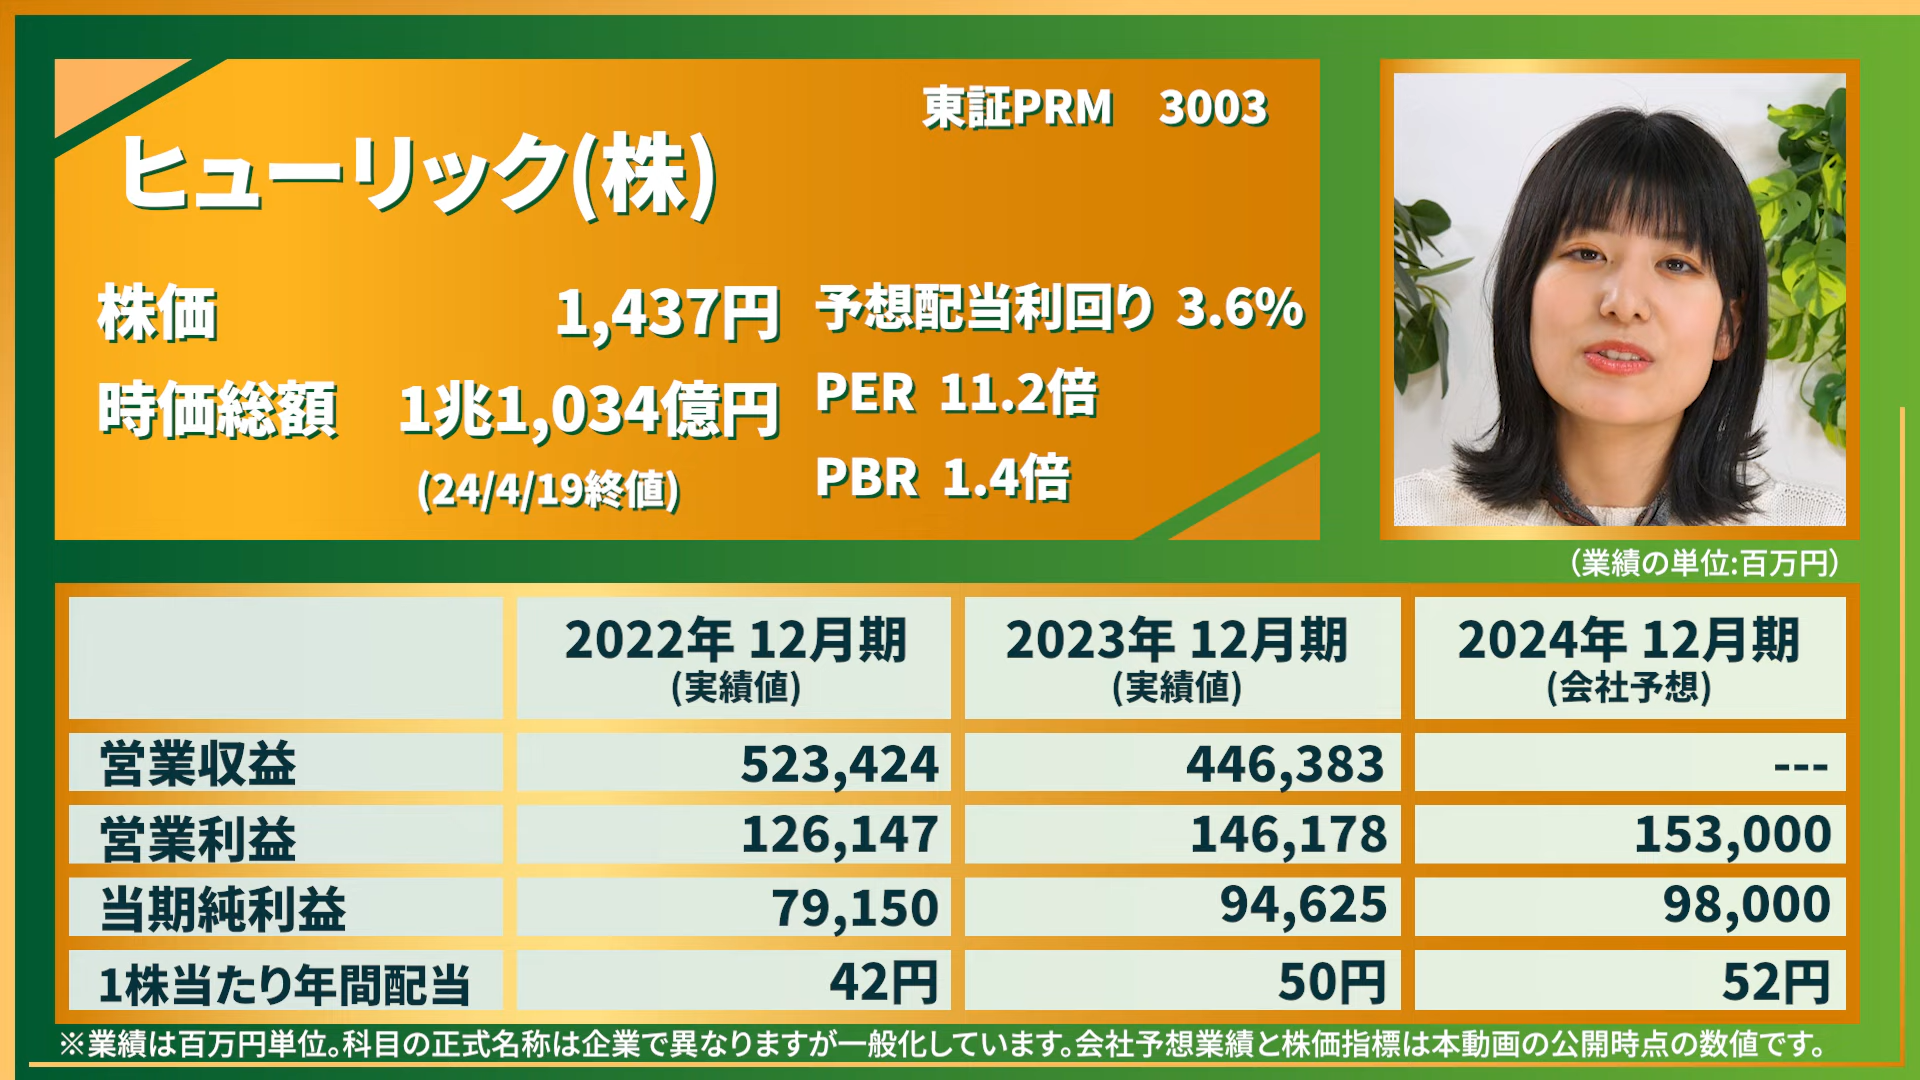 東証PRM 3003
ヒューリック(株)
株価 1,437円
時価総額 1兆1,034億円
(24/4/19終値)
予想配当利回り 3.6%
PER 11.2倍
PBR 1.4倍
(業績の単位:百万円)
2022年 12月期 2023年 12月期 2024年 12月期
(実績値) (実績値) (会社予想)
営業収益 523,424 446,383 ---
営業利益 126,147 146,178 153,000
当期純利益 79,150 94,625 98,000
1株当たり年間配当 42円 50円 52円
※業績は百万円単位。科目の正式名称は企業で異なりますが一般化しています。会社予想業績と株価指標は本動画の公開時点の数値です。